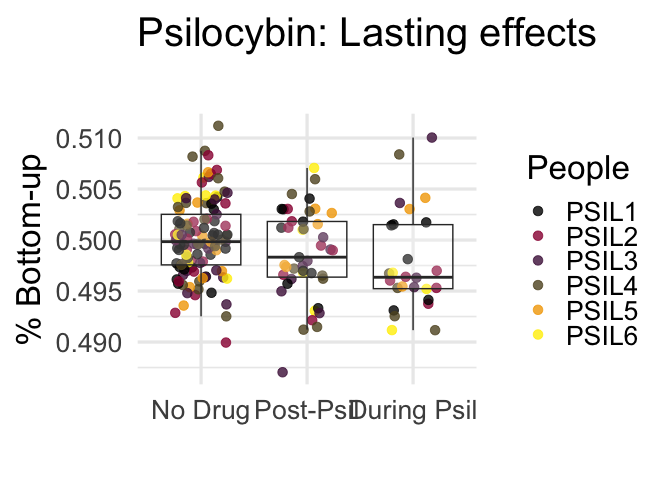 Psilocybin: Lasting effects
% Bottom-up
0.510
0.505
0.500
0.495
0.490
No Drug
Post-Psil
During Psil
People
PSIL1
PSIL2
PSIL3
PSIL4
PSIL5
PSIL6